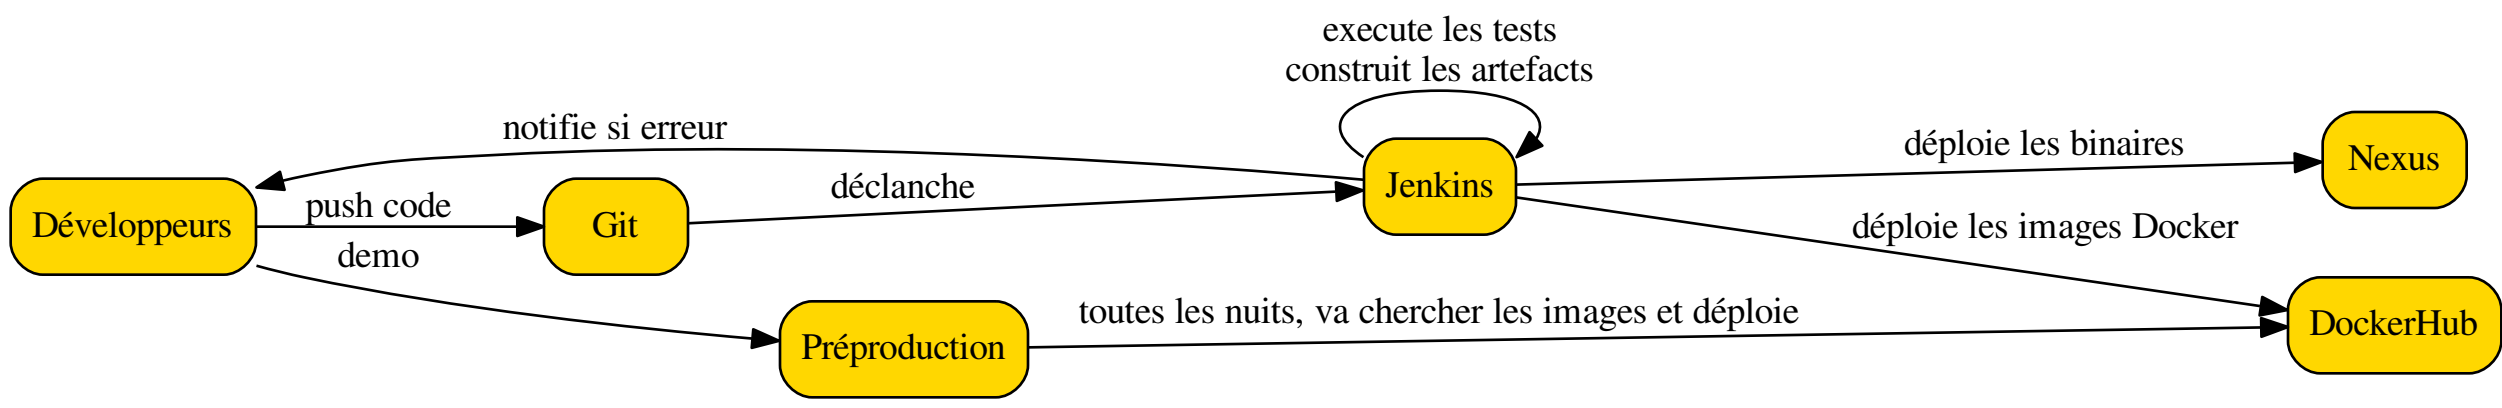 execute les tests
construit les artefacts
notifie si erreur
déploie les binaires
Nexus
déclanche
Jenkins
Développeurs
push code
Git
déploie les images Docker
demo
toutes les nuits, va chercher les images et déploie
DockerHub
Préproduction